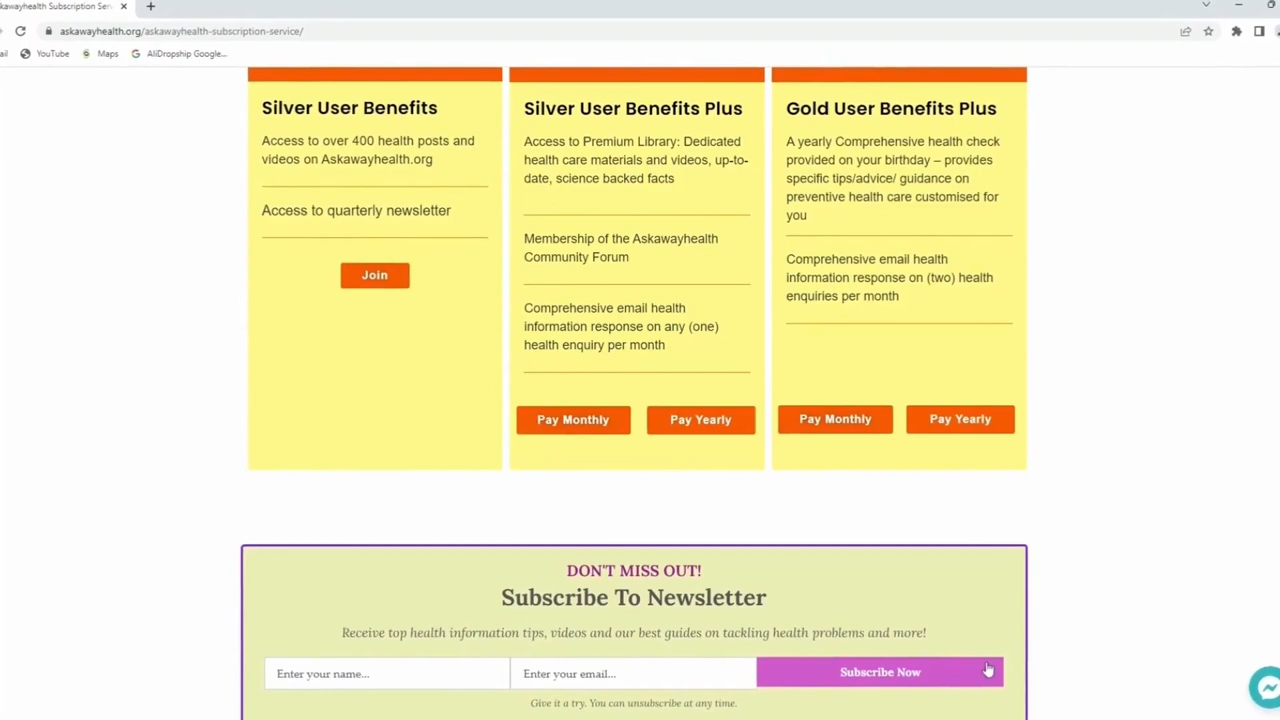 skawayhealth Subscription Ser
askawayhealth.org/askawayhealth-subscription-service/
ail
YouTube
Maps
AliDropship Google...
Silver User Benefits
Access to over 400 health posts and
videos on Askawayhealth.org
Access to quarterly newsletter
Join
Silver User Benefits Plus
Access to Premium Library: Dedicated
health care materials and videos, up-to-
date, science backed facts
Membership of the Askawayhealth
Community Forum
Comprehensive email health
information response on any (one)
health enquiry per month
Pay Monthly
Pay Yearly
Gold User Benefits Plus
A yearly Comprehensive health check
provided on your birthday – provides
specific tips/advice/ guidance on
preventive health care customised for
you
Comprehensive email health
information response on (two) health
enquiries per month
Pay Monthly
Pay Yearly
DON'T MISS OUT!
Subscribe To Newsletter
Receive top health information tips, videos and our best guides on tackling health problems and more!
Enter your name...
Enter your email...
Subscribe Now
Give it a try. You can unsubscribe at any time.